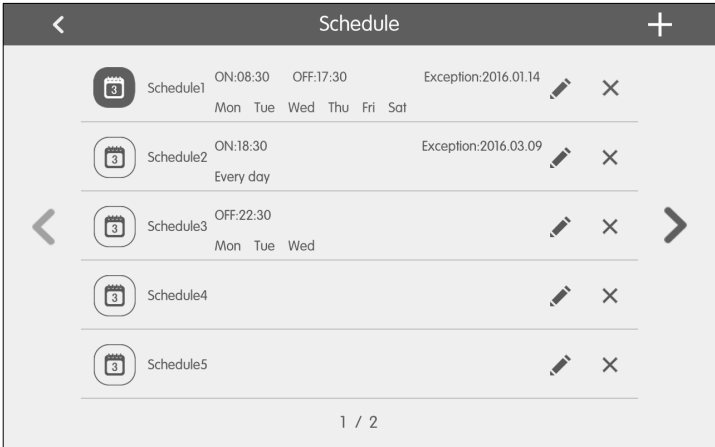 Schedule
Schedule1 ON:08:30 OFF:17:30 Exception:2016.01.14
Mon Tue Wed Thu Fri Sat
Schedule2 ON:18:30 Exception:2016.03.09
Every day
Schedule3 OFF:22:30
Mon Tue Wed
Schedule4
Schedule5
1 / 2